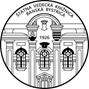 ŠTÁTNA VEDECKÁ KNIŽNICA
BANSKÁ BYSTRICA
1926